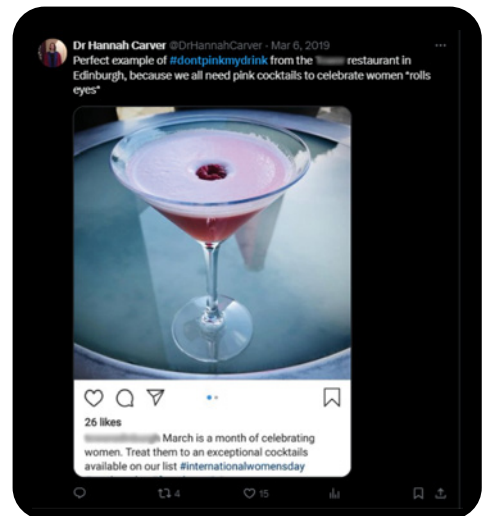 Dr Hannah Carver @DrHannahCarver · Mar 6, 2019
Perfect example of #dontpinkmydrink from the restaurant in
Edinburgh, because we all need pink cocktails to celebrate women *rolls
eyes*
26 likes
March is a month of celebrating
women. Treat them to an exceptional cocktails
available on our list #internationalwomensday
4
15